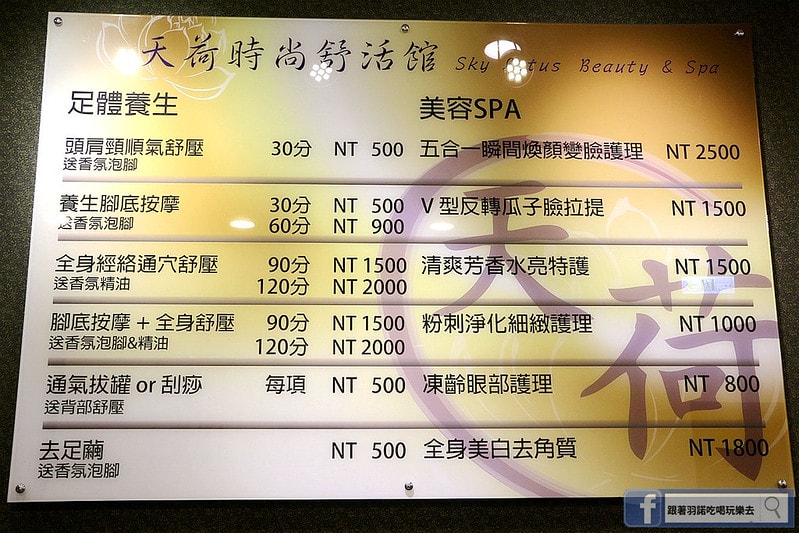 天荷時尚舒活館 Sky Lotus Beauty & Spa
足體養生
頭肩頸順氣舒壓 30分 NT 500
送香氛泡腳
養生腳底按摩 30分 NT 500
送香氛泡腳 60分 NT 900
全身經絡通穴舒壓 90分 NT 1500
送香氛精油 120分 NT 2000
腳底按摩 + 全身舒壓 90分 NT 1500
送香氛泡腳&精油 120分 NT 2000
通氣拔罐 or 刮痧 每項 NT 500
送背部舒壓
去足繭 NT 500
送香氛泡腳
美容SPA
五合一瞬間煥顏變臉護理 NT 2500
V 型反轉瓜子臉拉提 NT 1500
清爽芳香水亮特護 NT 1500
粉刺淨化細緻護理 NT 1000
凍齡眼部護理 NT 800
全身美白去角質 NT 1800
天荷
f 跟著羽諾吃喝玩樂去